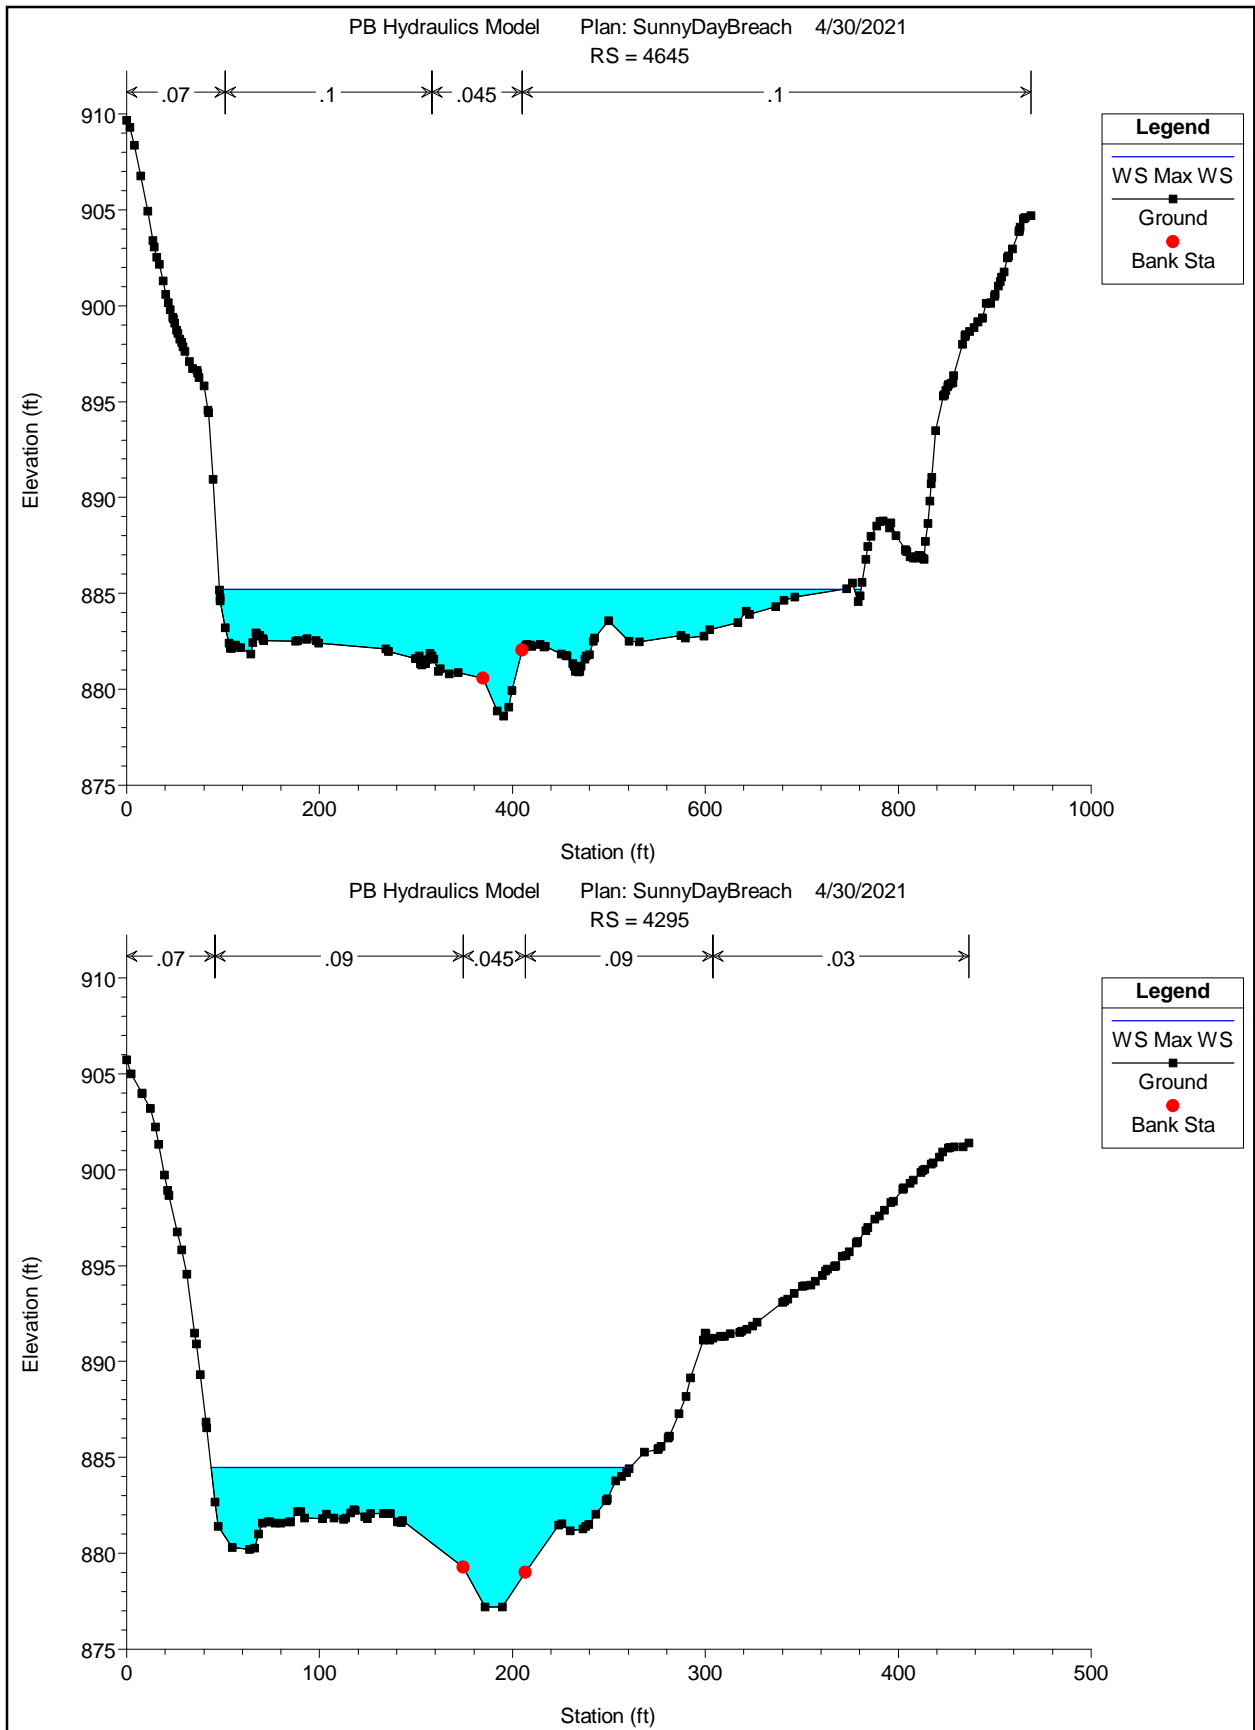 PB Hydraulics Model Plan: SunnyDayBreach 4/30/2021
RS = 4645
.07 .1 .045 .1
910
905
900
895
890
885
880
875
Elevation (ft)
0 200 400 600 800 1000
Station (ft)
Legend
WS Max WS
Ground
Bank Sta
PB Hydraulics Model Plan: SunnyDayBreach 4/30/2021
RS = 4295
.07 .09 .045 .09 .03
910
905
900
895
890
885
880
875
Elevation (ft)
0 100 200 300 400 500
Station (ft)
Legend
WS Max WS
Ground
Bank Sta